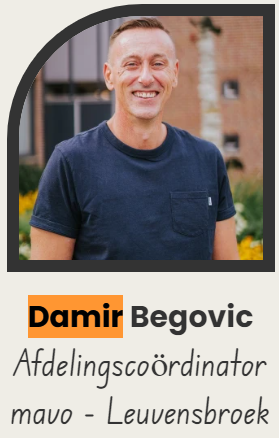 Damir Begovic
Afdelingscoördinator
mavo - Leuvensbroek